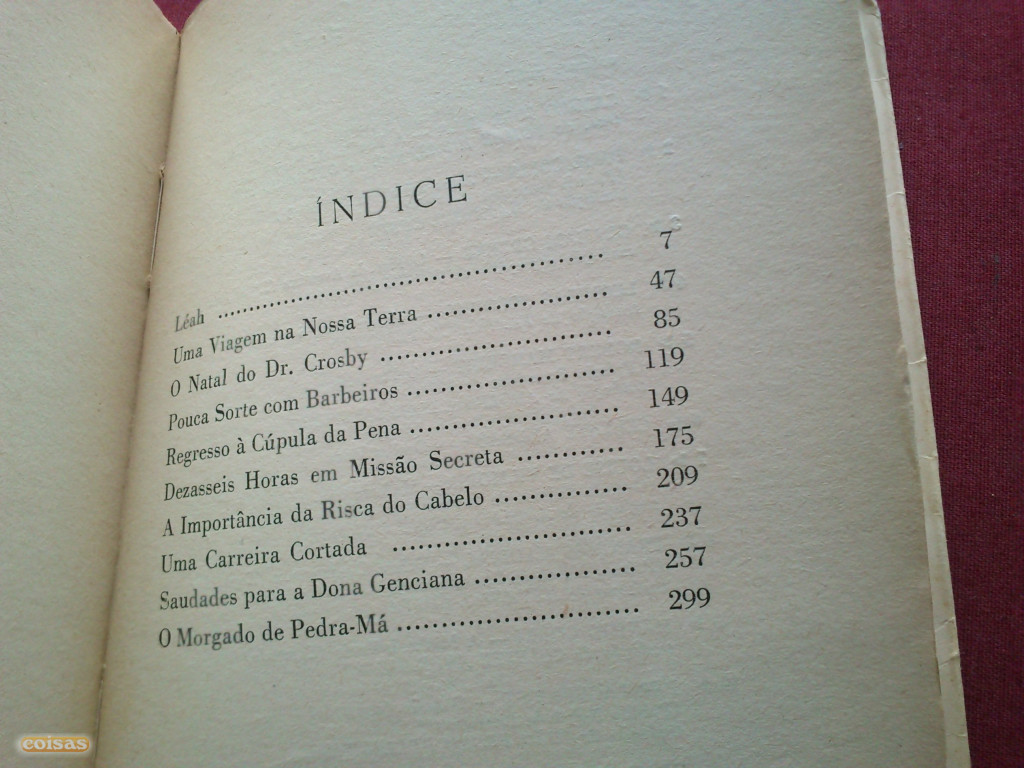 ÍNDICE
Léah ........................................ 7
Uma Viagem na Nossa Terra ........................ 47
O Natal do Dr. Crosby ........................ 85
Pouca Sorte com Barbeiros ........................ 119
Regresso à Cúpula da Pena ........................ 149
Dezasseis Horas em Missão Secreta ............ 175
A Importância da Risca do Cabelo ............... 209
Uma Carreira Cortada ........................ 237
Saudades para a Dona Genciana .................. 257
O Morgado de Pedra-Má ........................ 299
coisas